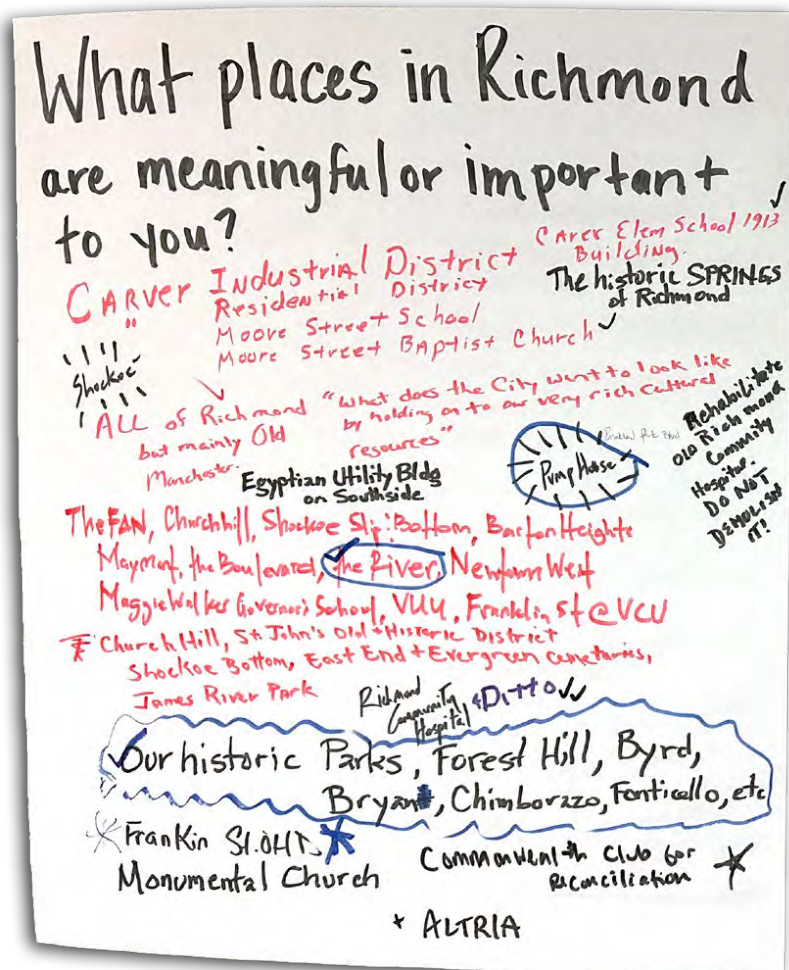 What places in Richmond
are meaningful or important
to you?
CARVER Industrial District
" Residential District
Moore Street School
Moore Street BAptist Church ✓
CArver Elem School 1913 ✓
Building.
The historic SPRINGS
of Richmond
Shockoe
ALL of Richmond
but mainly Old
Manchester.
"What does the City want to look like
by holding on to our very rich cultural
resources"
Egyptian Utility Bldg
on Southside
Pump House
Rehabilitate
Old Richmond
Community
Hospital.
DO NOT
DEMOLISH
IT!
The FAN, Churchhill, Shockoe Slip: Bottom, Barton Heights
Maymont, the Boulevard, the River, Newtown West
Maggie Walker Governor's School, VUU, Franklin St @ VCU
Church Hill, St John's Old + Historic District
Shockoe Bottom, East End + Evergreen cemetaries,
James River Park
Richmond
Community
Hospital
Ditto ✓✓
✓ Our historic Parks, Forest Hill, Byrd,
Bryan, Chimborazo, Fonticello, etc
Frankin St. OHD
Monumental Church
Commonwealth Club for
Reconciliation
* ALTRIA